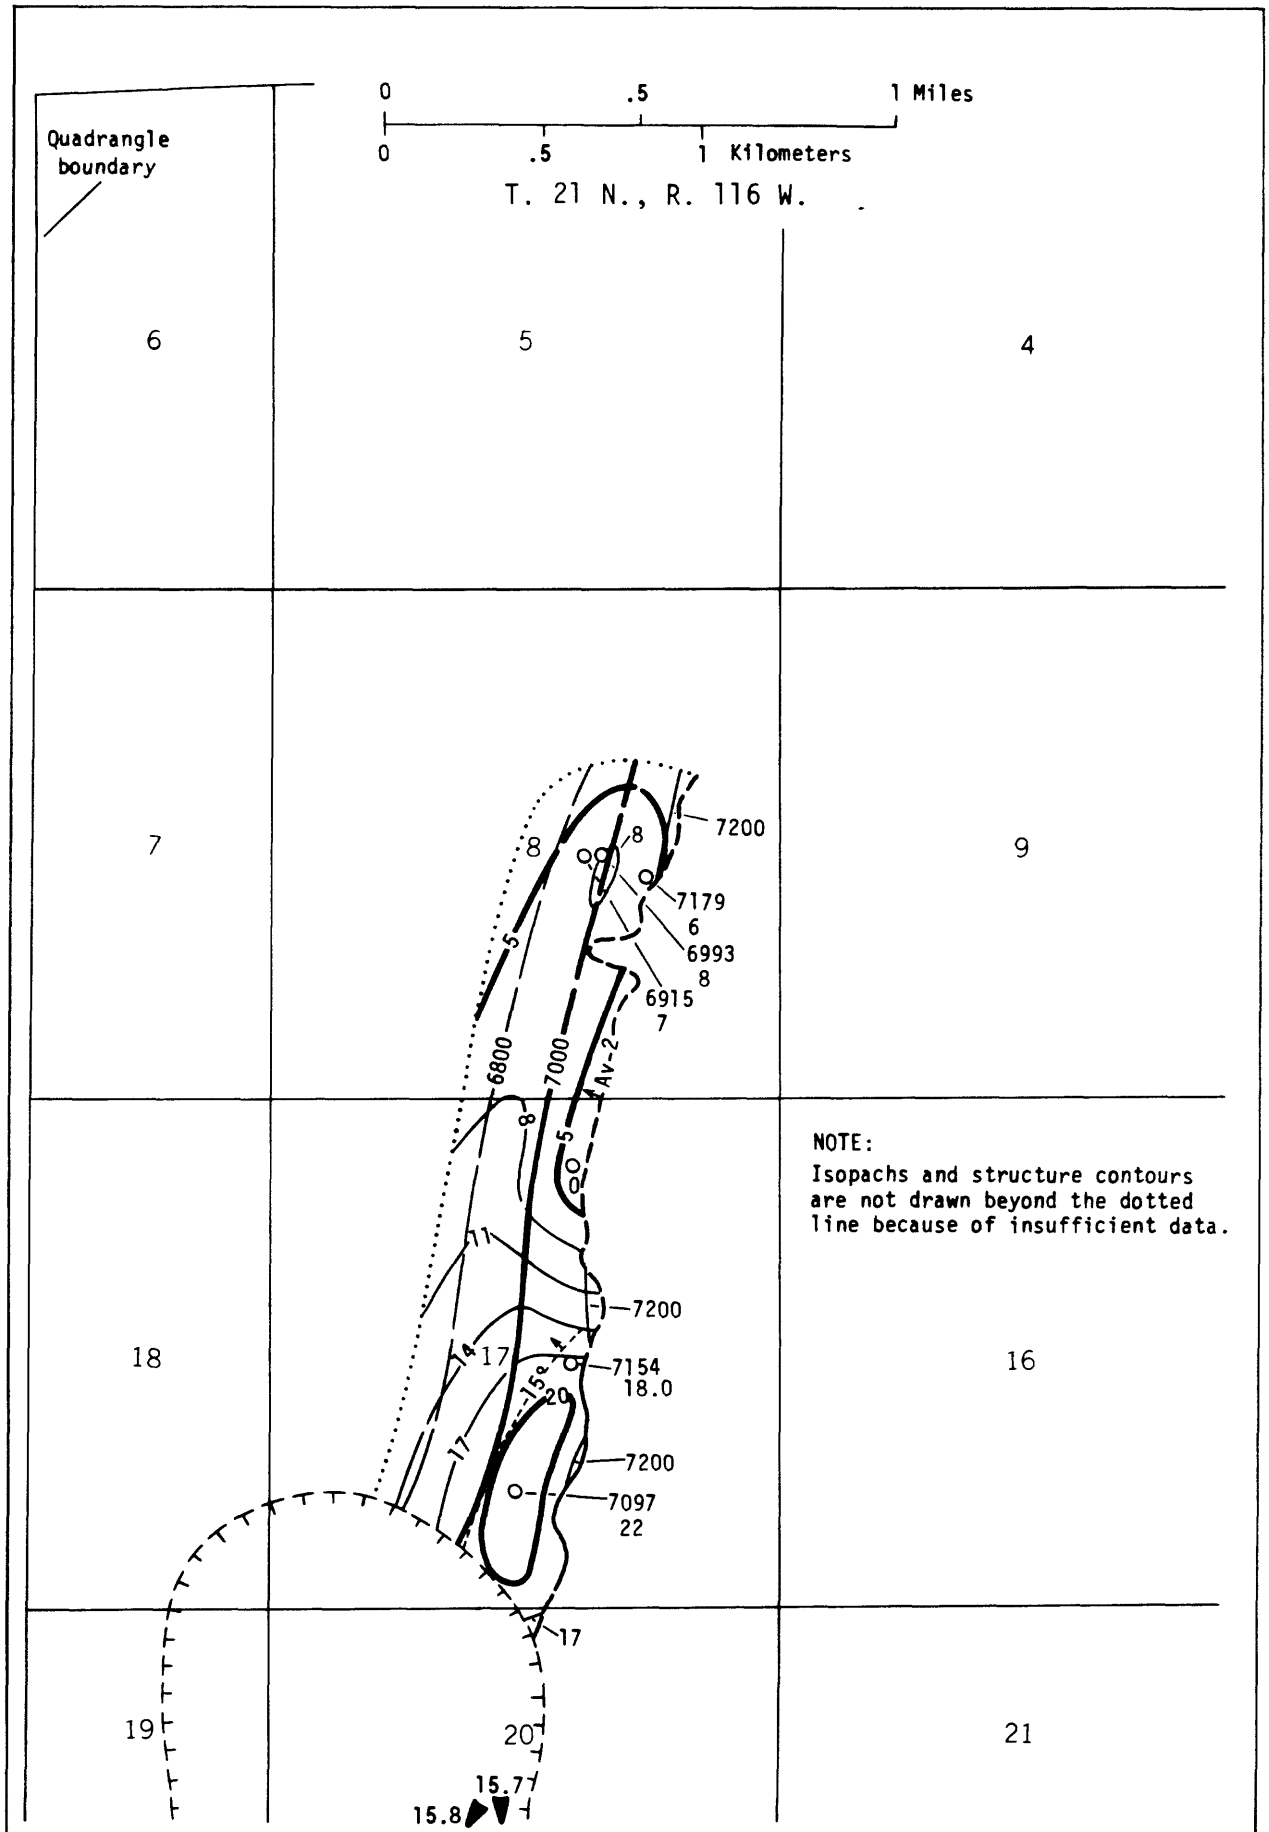 0 .5 1 Miles
Quadrangle
boundary
0 .5 1 Kilometers
T. 21 N., R. 116 W.
6 5 4
7200
8
7 8 9
7179
6
5
6993
8
6915
7
6800
7000
Av-2
8
5
NOTE:
Isopachs and structure contours
are not drawn beyond the dotted
line because of insufficient data.
0
11
7200
18 14 17 16
7154
18.0
15º
20
17
7200
7097
22
17
19 20 21
15.7
15.8